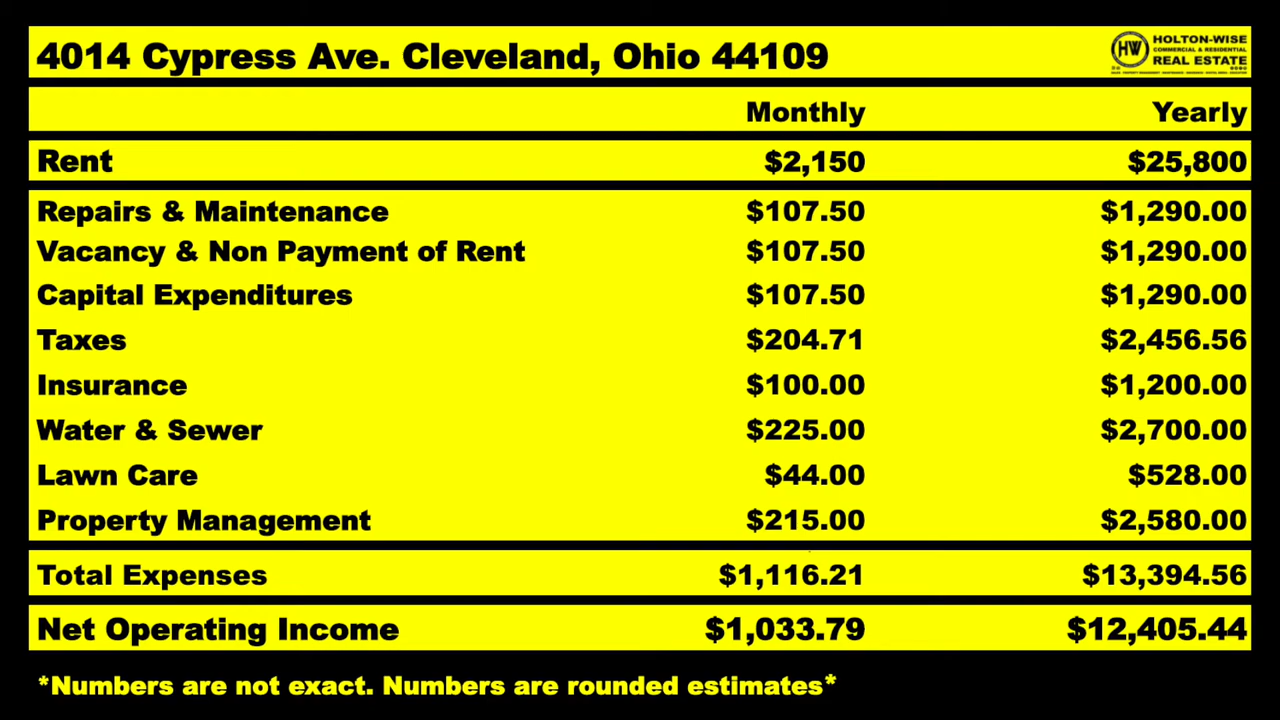 4014 Cypress Ave. Cleveland, Ohio 44109
HW HOLTON-WISE
COMMERCIAL & RESIDENTIAL
REAL ESTATE
Monthly Yearly
Rent $2,150 $25,800
Repairs & Maintenance $107.50 $1,290.00
Vacancy & Non Payment of Rent $107.50 $1,290.00
Capital Expenditures $107.50 $1,290.00
Taxes $204.71 $2,456.56
Insurance $100.00 $1,200.00
Water & Sewer $225.00 $2,700.00
Lawn Care $44.00 $528.00
Property Management $215.00 $2,580.00
Total Expenses $1,116.21 $13,394.56
Net Operating Income $1,033.79 $12,405.44
*Numbers are not exact. Numbers are rounded estimates*